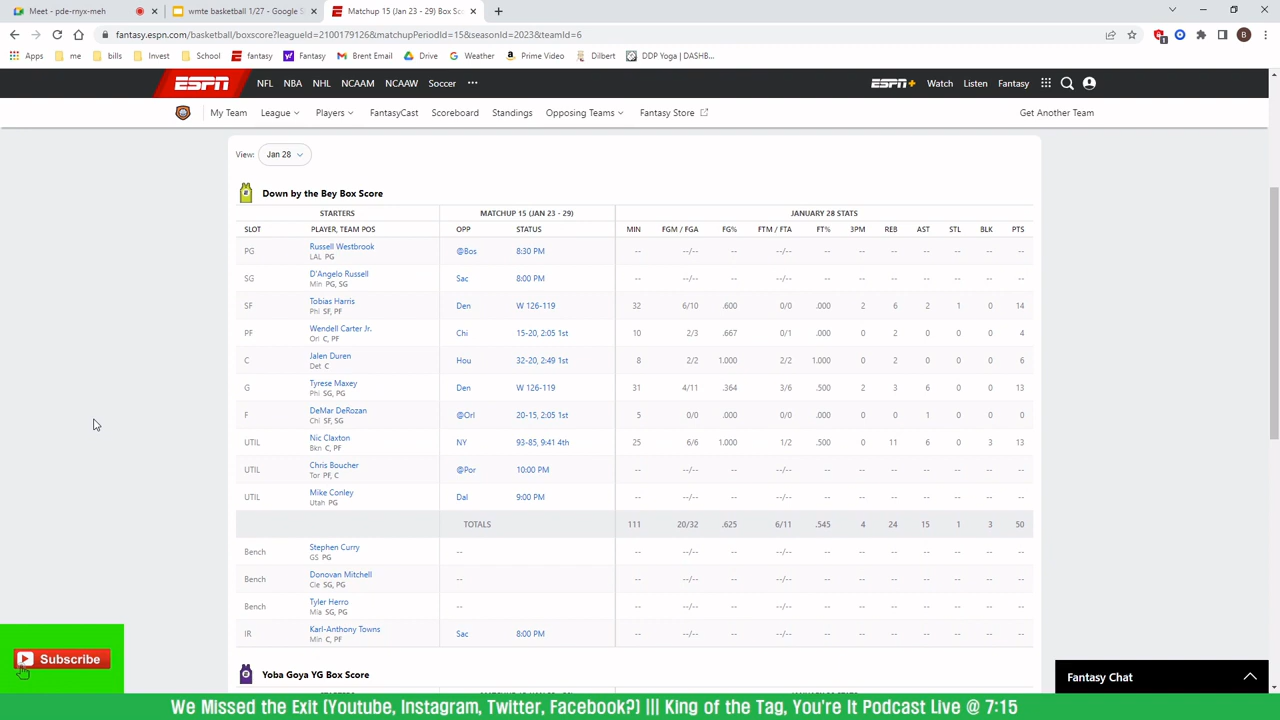 Meet - pde-rnyx-meh
wmte basketball 1/27 - Google S
Matchup 15 (Jan 23 - 29) Box Sc
fantasy.espn.com/basketball/boxscore?leagueId=2100179126&matchupPeriodId=15&seasonId=2023&teamId=6
Apps me bills Invest School fantasy Fantasy Brent Email Drive Weather Prime Video Dilbert DDP Yoga | DASHB...
ESPN NFL NBA NHL NCAAM NCAAW Soccer ••• ESPN+ Watch Listen Fantasy
My Team League Players FantasyCast Scoreboard Standings Opposing Teams Fantasy Store Get Another Team
View: Jan 28
Down by the Bey Box Score
STARTERS MATCHUP 15 (JAN 23 - 29) JANUARY 28 STATS
SLOT PLAYER, TEAM POS OPP STATUS MIN FGM / FGA FG% FTM / FTA FT% 3PM REB AST STL BLK PTS
PG Russell Westbrook @Bos 8:30 PM -- --/-- -- --/-- -- -- -- -- -- -- --
LAL PG
SG D'Angelo Russell Sac 8:00 PM -- --/-- -- --/-- -- -- -- -- -- -- --
Min PG, SG
SF Tobias Harris Den W 126-119 32 6/10 .600 0/0 .000 2 6 2 1 0 14
Phi SF, PF
PF Wendell Carter Jr. Chi 15-20, 2:05 1st 10 2/3 .667 0/1 .000 0 2 0 0 0 4
Orl C, PF
C Jalen Duren Hou 32-20, 2:49 1st 8 2/2 1.000 2/2 1.000 0 2 0 0 0 6
Det C
G Tyrese Maxey Den W 126-119 31 4/11 .364 3/6 .500 2 3 6 0 0 13
Phi SG, PG
F DeMar DeRozan @Orl 20-15, 2:05 1st 5 0/0 .000 0/0 .000 0 0 1 0 0 0
Chi SF, SG
UTIL Nic Claxton NY 93-85, 9:41 4th 25 6/6 1.000 1/2 .500 0 11 6 0 3 13
Bkn C, PF
UTIL Chris Boucher @Por 10:00 PM -- --/-- -- --/-- -- -- -- -- -- -- --
Tor PF, C
UTIL Mike Conley Dal 9:00 PM -- --/-- -- --/-- -- -- -- -- -- -- --
Utah PG
TOTALS 111 20/32 .625 6/11 .545 4 24 15 1 3 50
Bench Stephen Curry -- -- --/-- -- --/-- -- -- -- -- -- -- --
GS PG
Bench Donovan Mitchell -- -- --/-- -- --/-- -- -- -- -- -- -- --
Cle SG, PG
Bench Tyler Herro -- -- --/-- -- --/-- -- -- -- -- -- -- --
Mia SG, PG
IR Karl-Anthony Towns Sac 8:00 PM -- --/-- -- --/-- -- -- -- -- -- -- --
Min C, PF
Subscribe
Yoba Goya YG Box Score
Fantasy Chat
We Missed the Exit (Youtube, Instagram, Twitter, Facebook?) ||| King of the Tag, You're It Podcast Live @ 7:15